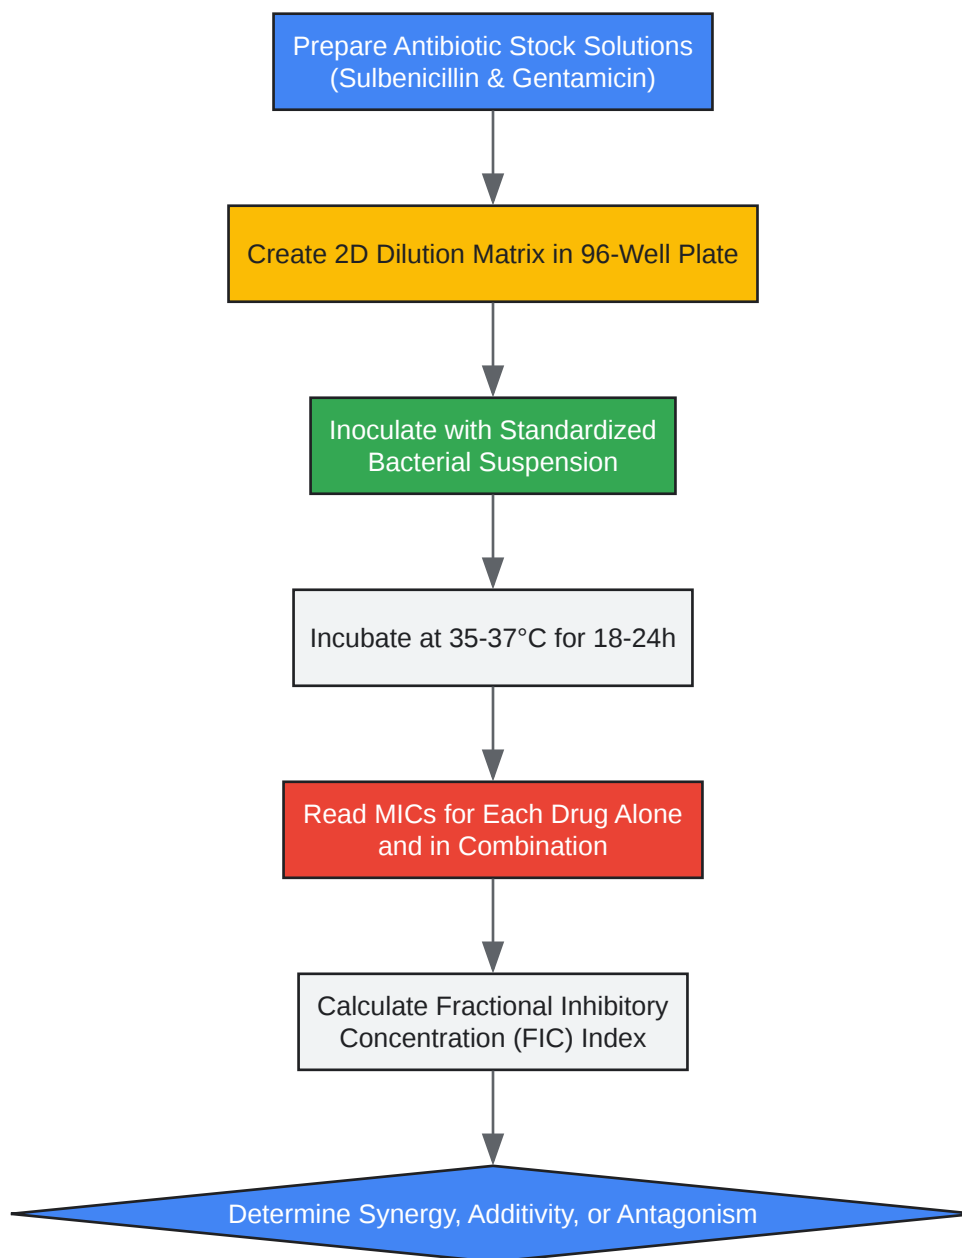 Prepare Antibiotic Stock Solutions
(Sulbenicillin & Gentamicin)
Create 2D Dilution Matrix in 96-Well Plate
Inoculate with Standardized
Bacterial Suspension
Incubate at 35-37°C for 18-24h
Read MICs for Each Drug Alone
and in Combination
Calculate Fractional Inhibitory
Concentration (FIC) Index
Determine Synergy, Additivity, or Antagonism